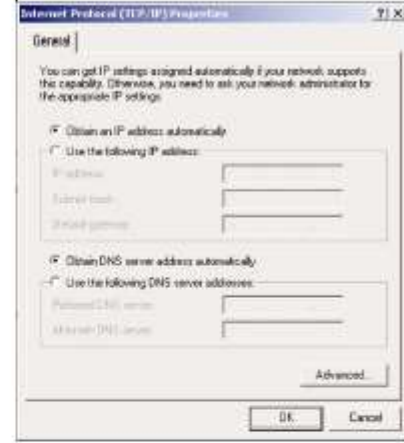 Internet Protocol (TCP/IP) Properties
General
You can get IP settings assigned automatically if your network supports
this capability. Otherwise, you need to ask your network administrator for
the appropriate IP settings.
Obtain an IP address automatically
Use the following IP address:
IP address:
Subnet mask:
Default gateway:
Obtain DNS server address automatically
Use the following DNS server addresses:
Preferred DNS server:
Alternate DNS server:
Advanced...
OK
Cancel